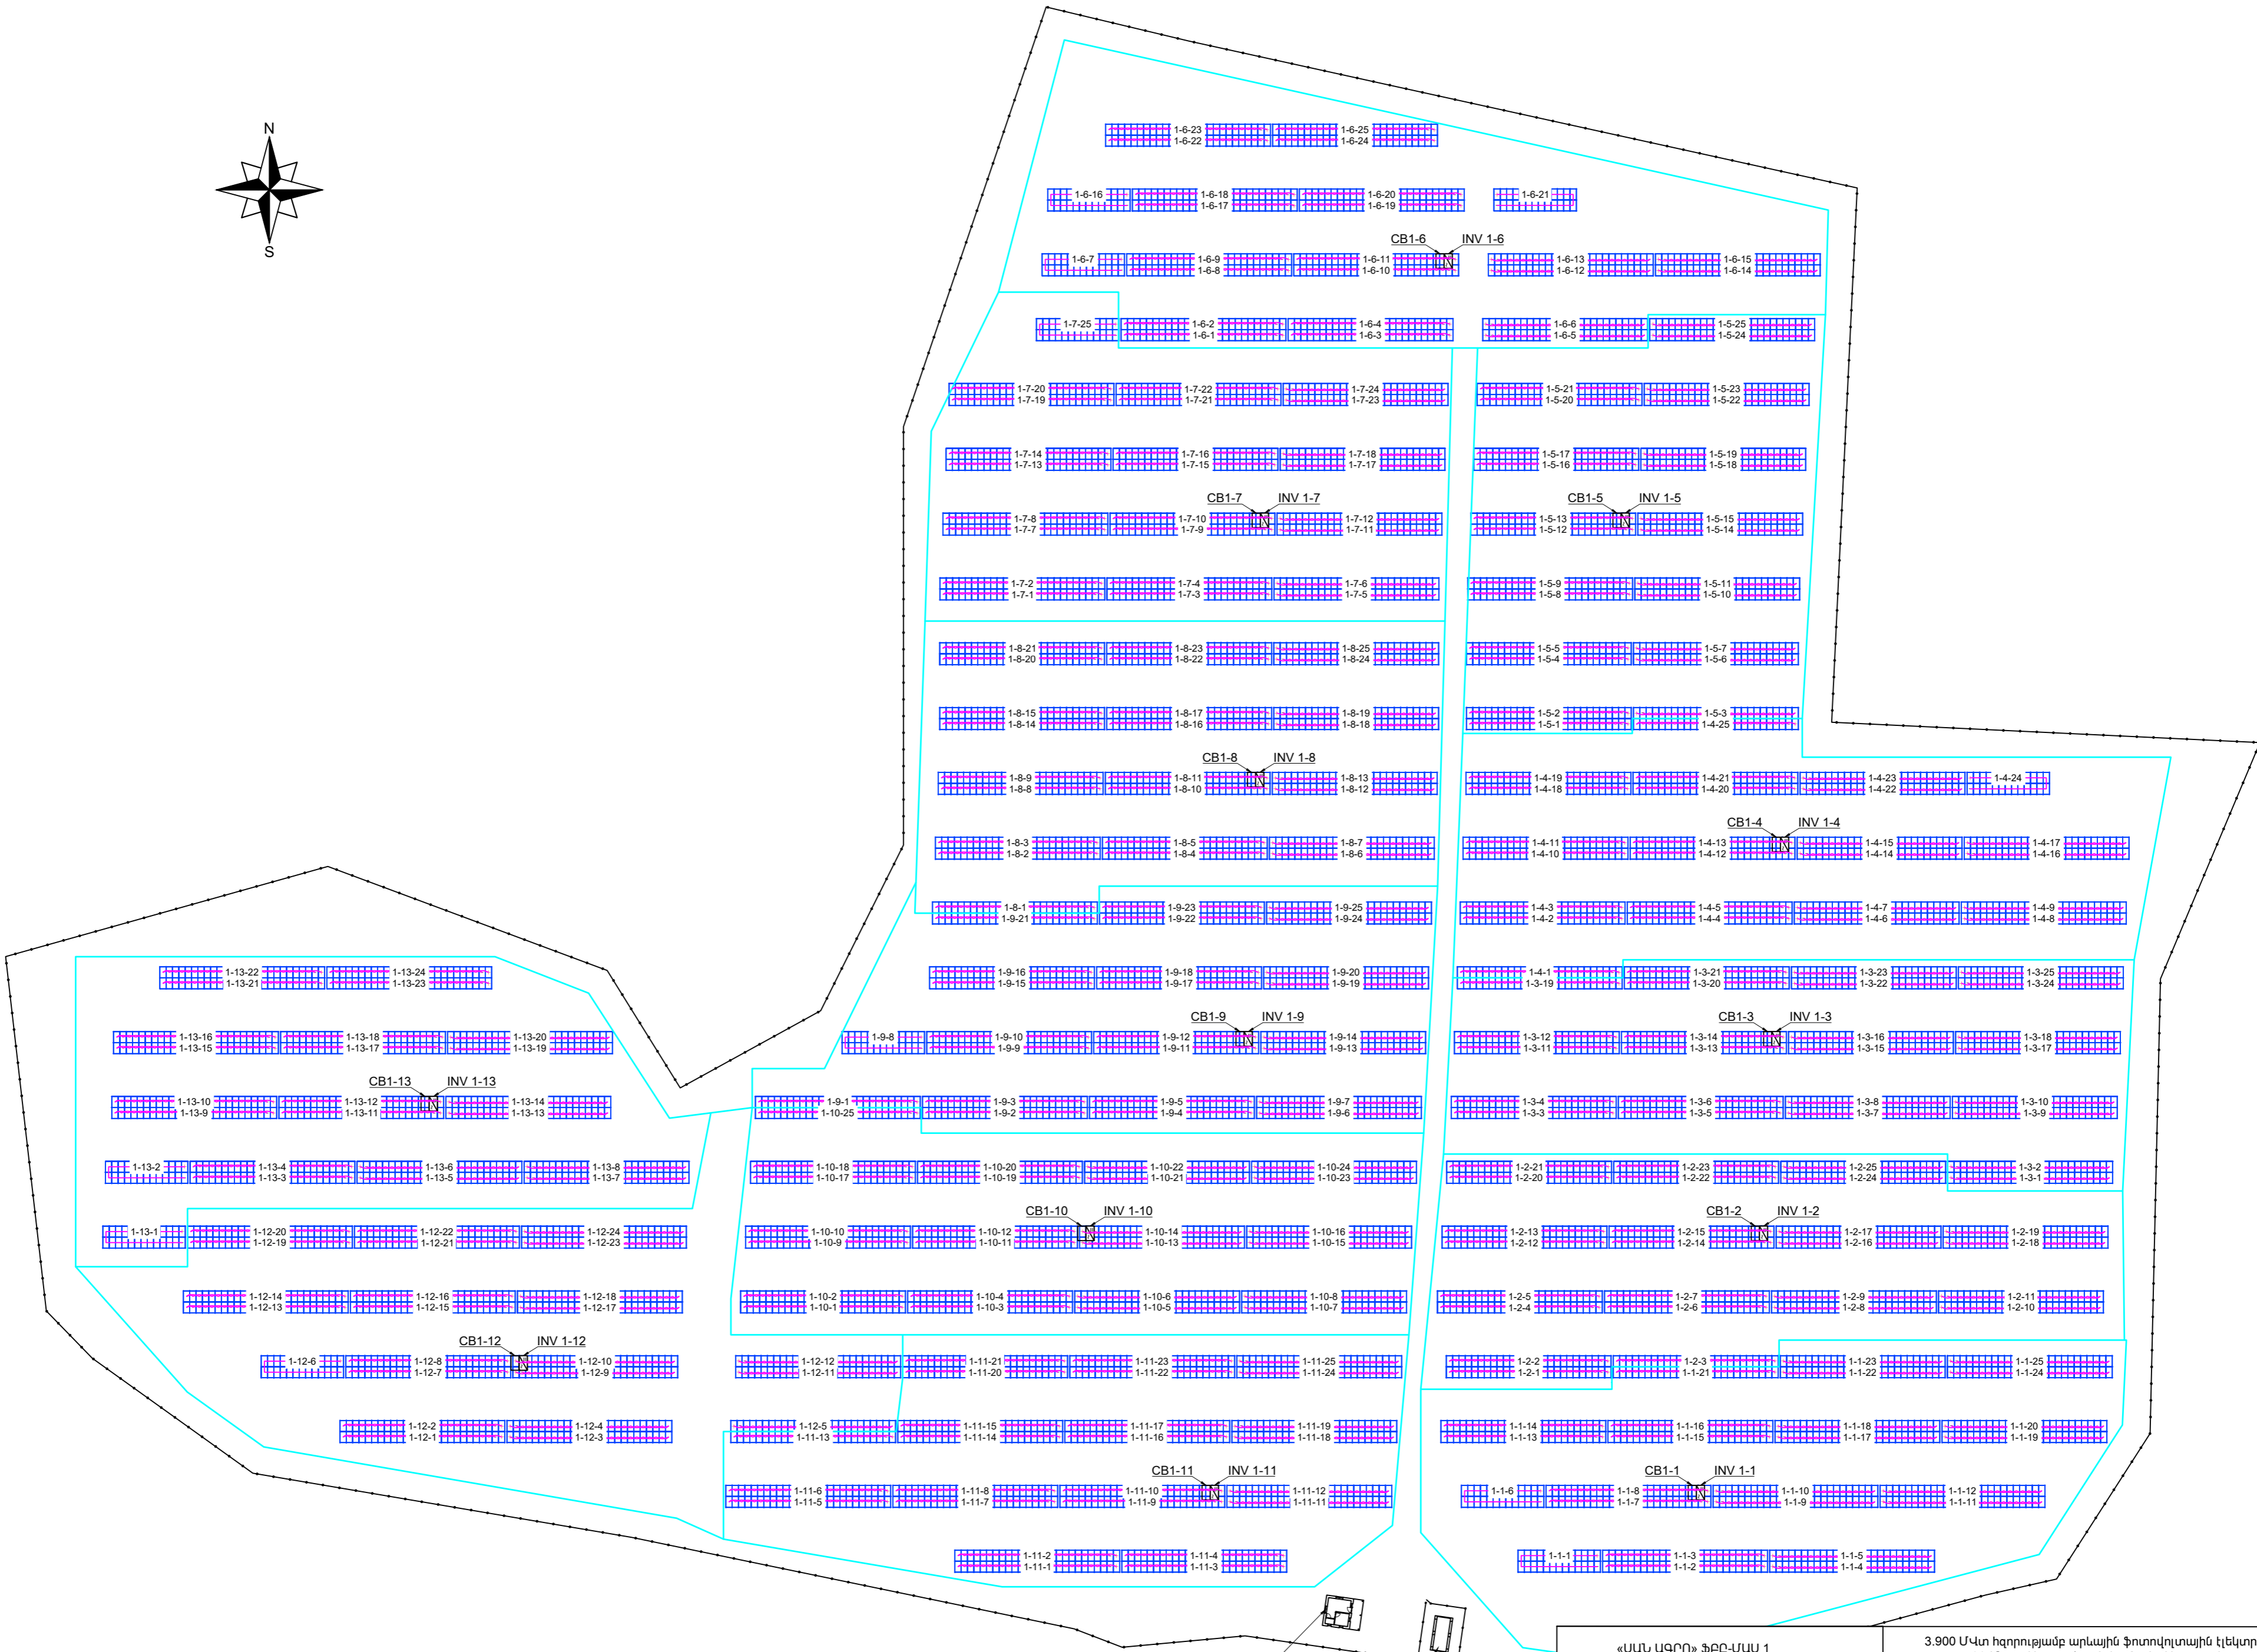 N
S
1-6-23 1-6-25
1-6-22 1-6-24
1-6-16 1-6-18 1-6-20 1-6-21
1-6-17 1-6-19
CB1-6 INV 1-6
1-6-7 1-6-9 1-6-11 1-6-13 1-6-15
1-6-8 1-6-10 1-6-12 1-6-14
1-7-25 1-6-2 1-6-4 1-6-6 1-5-25
1-6-1 1-6-3 1-6-5 1-5-24
1-7-20 1-7-22 1-7-24 1-5-21 1-5-23
1-7-19 1-7-21 1-7-23 1-5-20 1-5-22
1-7-14 1-7-16 1-7-18 1-5-17 1-5-19
1-7-13 1-7-15 1-7-17 1-5-16 1-5-18
CB1-7 INV 1-7 CB1-5 INV 1-5
1-7-8 1-7-10 1-7-12 1-5-13 1-5-15
1-7-7 1-7-9 1-7-11 1-5-12 1-5-14
1-7-2 1-7-4 1-7-6 1-5-9 1-5-11
1-7-1 1-7-3 1-7-5 1-5-8 1-5-10
1-8-21 1-8-23 1-8-25 1-5-5 1-5-7
1-8-20 1-8-22 1-8-24 1-5-4 1-5-6
1-8-15 1-8-17 1-8-19 1-5-2 1-5-3
1-8-14 1-8-16 1-8-18 1-5-1 1-4-25
CB1-8 INV 1-8
1-8-9 1-8-11 1-8-13 1-4-19 1-4-21 1-4-23 1-4-24
1-8-8 1-8-10 1-8-12 1-4-18 1-4-20 1-4-22
CB1-4 INV 1-4
1-8-3 1-8-5 1-8-7 1-4-11 1-4-13 1-4-15 1-4-17
1-8-2 1-8-4 1-8-6 1-4-10 1-4-12 1-4-14 1-4-16
1-8-1 1-9-23 1-9-25 1-4-3 1-4-5 1-4-7 1-4-9
1-9-21 1-9-22 1-9-24 1-4-2 1-4-4 1-4-6 1-4-8
1-13-22 1-13-24 1-9-16 1-9-18 1-9-20 1-4-1 1-3-21 1-3-23 1-3-25
1-13-21 1-13-23 1-9-15 1-9-17 1-9-19 1-3-19 1-3-20 1-3-22 1-3-24
CB1-9 INV 1-9 CB1-3 INV 1-3
1-13-16 1-13-18 1-13-20 1-9-8 1-9-10 1-9-12 1-9-14 1-3-12 1-3-14 1-3-16 1-3-18
1-13-15 1-13-17 1-13-19 1-9-9 1-9-11 1-9-13 1-3-11 1-3-13 1-3-15 1-3-17
CB1-13 INV 1-13
1-13-10 1-13-12 1-13-14 1-9-1 1-9-3 1-9-5 1-9-7 1-3-4 1-3-6 1-3-8 1-3-10
1-13-9 1-13-11 1-13-13 1-10-25 1-9-2 1-9-4 1-9-6 1-3-3 1-3-5 1-3-7 1-3-9
1-13-2 1-13-4 1-13-6 1-13-8 1-10-18 1-10-20 1-10-22 1-10-24 1-2-21 1-2-23 1-2-25 1-3-2
1-13-3 1-13-5 1-13-7 1-10-17 1-10-19 1-10-21 1-10-23 1-2-20 1-2-22 1-2-24 1-3-1
CB1-10 INV 1-10 CB1-2 INV 1-2
1-13-1 1-12-20 1-12-22 1-12-24 1-10-10 1-10-12 1-10-14 1-10-16 1-2-13 1-2-15 1-2-17 1-2-19
1-12-19 1-12-21 1-12-23 1-10-9 1-10-11 1-10-13 1-10-15 1-2-12 1-2-14 1-2-16 1-2-18
1-12-14 1-12-16 1-12-18 1-10-2 1-10-4 1-10-6 1-10-8 1-2-5 1-2-7 1-2-9 1-2-11
1-12-13 1-12-15 1-12-17 1-10-1 1-10-3 1-10-5 1-10-7 1-2-4 1-2-6 1-2-8 1-2-10
CB1-12 INV 1-12
1-12-6 1-12-8 1-12-10 1-12-12 1-11-21 1-11-23 1-11-25 1-2-2 1-2-3 1-1-23 1-1-25
1-12-7 1-12-9 1-12-11 1-11-20 1-11-22 1-11-24 1-2-1 1-1-21 1-1-22 1-1-24
1-12-2 1-12-4 1-12-5 1-11-15 1-11-17 1-11-19 1-1-14 1-1-16 1-1-18 1-1-20
1-12-1 1-12-3 1-11-13 1-11-14 1-11-16 1-11-18 1-1-13 1-1-15 1-1-17 1-1-19
CB1-11 INV 1-11 CB1-1 INV 1-1
1-11-6 1-11-8 1-11-10 1-11-12 1-1-6 1-1-8 1-1-10 1-1-12
1-11-5 1-11-7 1-11-9 1-11-11 1-1-7 1-1-9 1-1-11
1-11-2 1-11-4 1-1-1 1-1-3 1-1-5
1-11-1 1-11-3 1-1-2 1-1-4
«ՍԱՆ ԱԳՐՈ» ՖԲԸ-ՄԱՍ 1
3.900 ՄՎտ հզորությամբ արևային ֆոտովոլտային